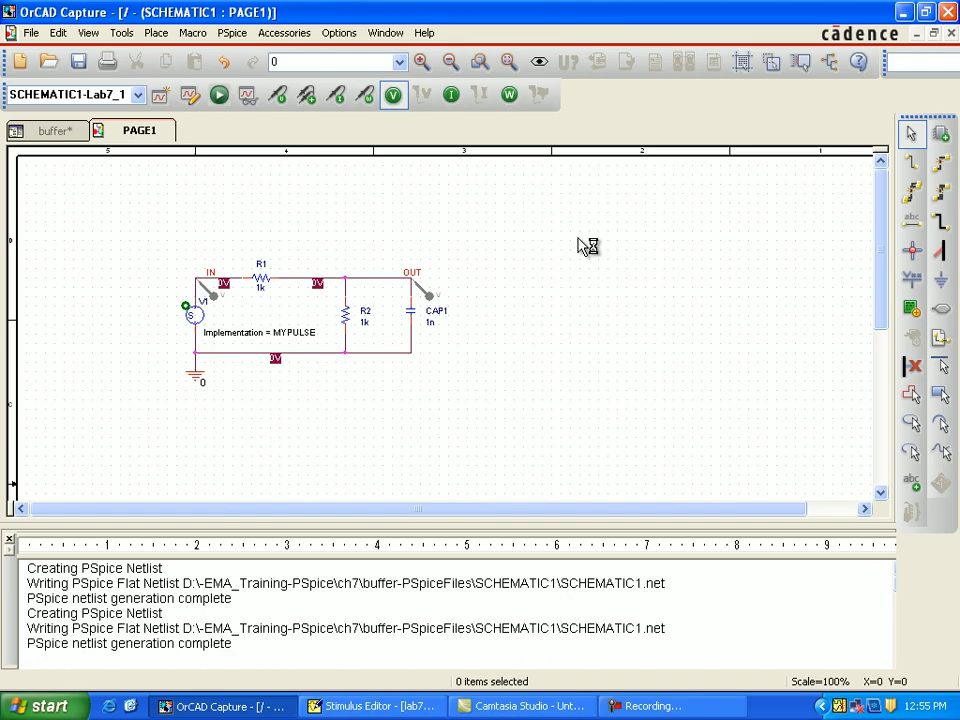 OrCAD Capture - [/ - (SCHEMATIC1 : PAGE1)]
File Edit View Tools Place Macro PSpice Accessories Options Window Help
cādence
0
U?
SCHEMATIC1-Lab7_1
V V I I W W
buffer* PAGE1
5 4 3 2 1
D
C
IN R1 OUT
0V 0V
1k
V V
V1
R2 CAP1
S
1k 1n
Implementation = MYPULSE
0V
0
abc
abc
1 2 3 4 5 6 7 8 9
Creating PSpice Netlist
Writing PSpice Flat Netlist D:\-EMA_Training-PSpice\ch7\buffer-PSpiceFiles\SCHEMATIC1\SCHEMATIC1.net
PSpice netlist generation complete
Creating PSpice Netlist
Writing PSpice Flat Netlist D:\-EMA_Training-PSpice\ch7\buffer-PSpiceFiles\SCHEMATIC1\SCHEMATIC1.net
PSpice netlist generation complete
0 items selected Scale=100% X=0 Y=0
start OrCAD Capture - [/ - ... Stimulus Editor - [lab7... Camtasia Studio - Unt... Recording... 12:55 PM